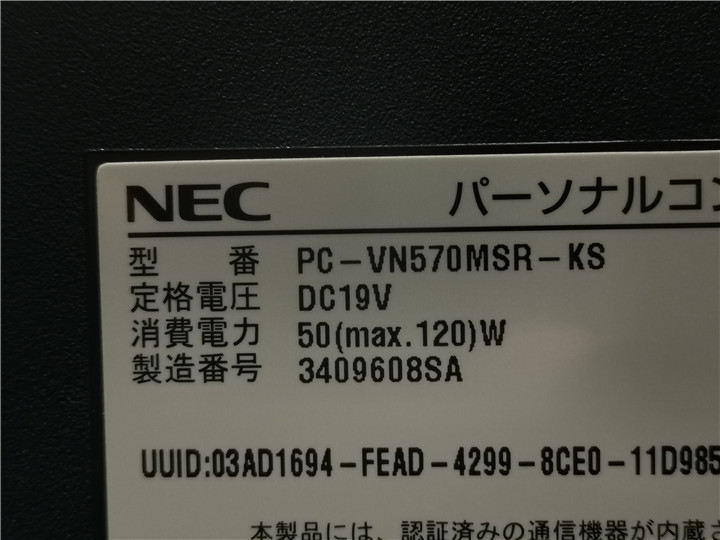 NEC パーソナルコン
型 番 PC-VN570MSR-KS
定格電圧 DC19V
消費電力 50(max.120)W
製造番号 3409608SA
UUID:03AD1694-FEAD-4299-8CE0-11D985
本製品には、認証済みの通信機器が内蔵さ